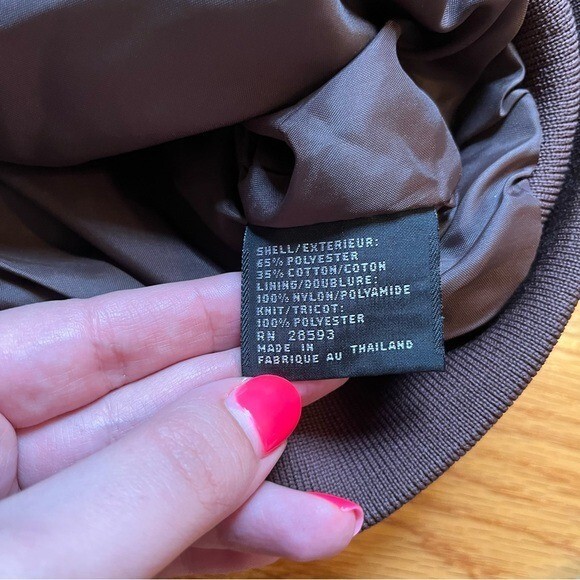 SHELL/EXTERIEUR:
65% POLYESTER
35% COTTON/COTON
LINING/DOUBLURE:
100% NYLON/POLYAMIDE
KNIT/TRICOT:
100% POLYESTER
RN 28593
MADE IN
FABRIQUE AU THAILAND